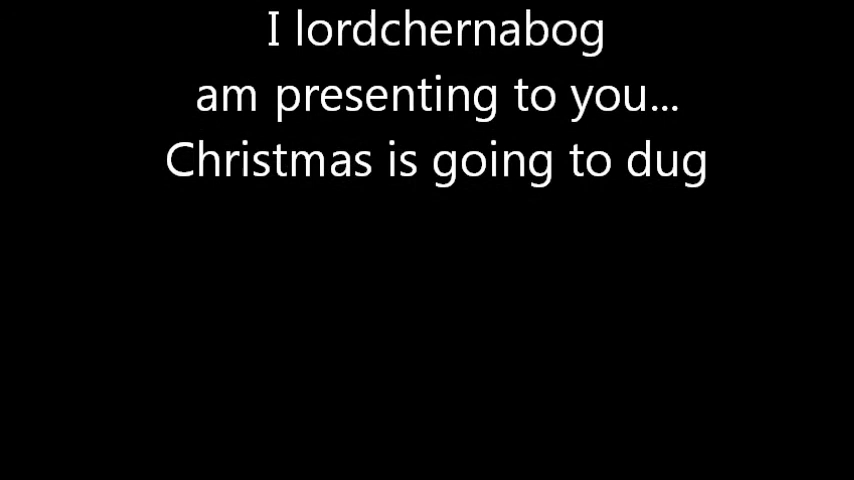 I lordchernabog
am presenting to you...
Christmas is going to dug